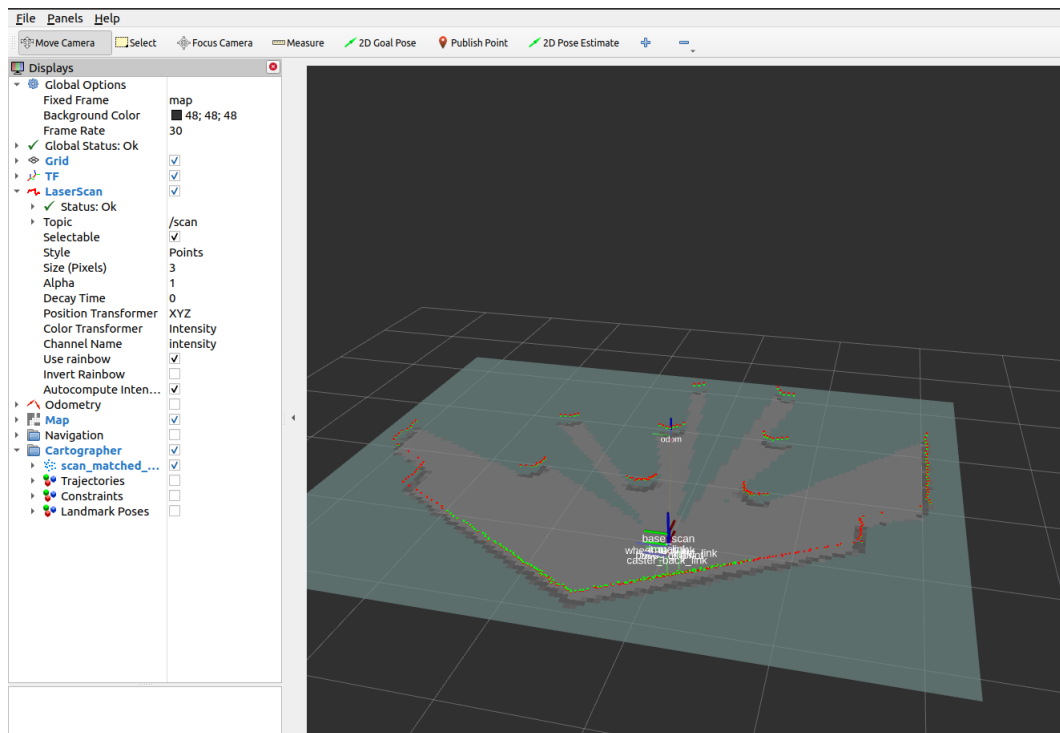 File Panels Help
Move Camera Select Focus Camera Measure 2D Goal Pose Publish Point 2D Pose Estimate
Displays
Global Options
Fixed Frame map
Background Color 48; 48; 48
Frame Rate 30
Global Status: Ok
Grid
TF
LaserScan
Status: Ok
Topic /scan
Selectable
Style Points
Size (Pixels) 3
Alpha 1
Decay Time 0
Position Transformer XYZ
Color Transformer Intensity
Channel Name intensity
Use rainbow
Invert Rainbow
Autocompute Inten...
Odometry
Map
Navigation
Cartographer
scan_matched_...
Trajectories
Constraints
Landmark Poses
odom
base_scan
caster_back_link